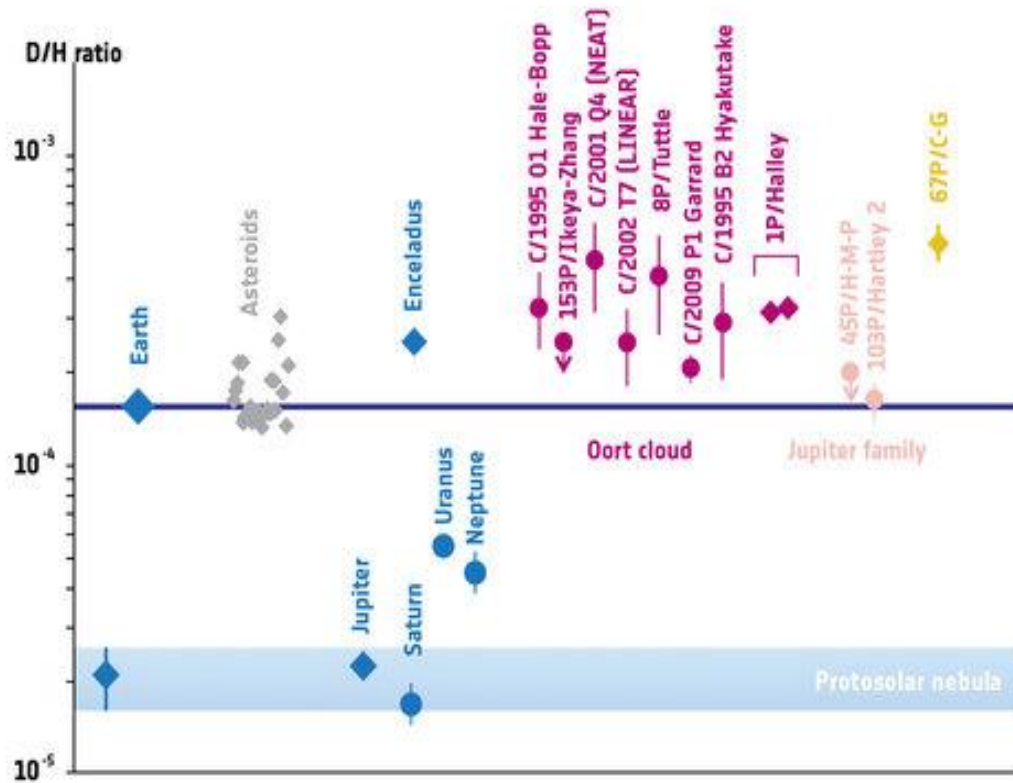 D/H ratio
10⁻³
10⁻⁴
10⁻⁵
Earth
Asteroids
Enceladus
Jupiter
Saturn
Uranus
Neptune
C/1995 O1 Hale-Bopp
153P/Ikeya-Zhang
C/2001 Q4 (NEAT)
C/2002 T7 (LINEAR)
8P/Tuttle
C/2009 P1 Garrard
C/1995 B2 Hyakutake
1P/Halley
45P/H-M-P
103P/Hartley 2
67P/C-G
Oort cloud
Jupiter family
Protosolar nebula